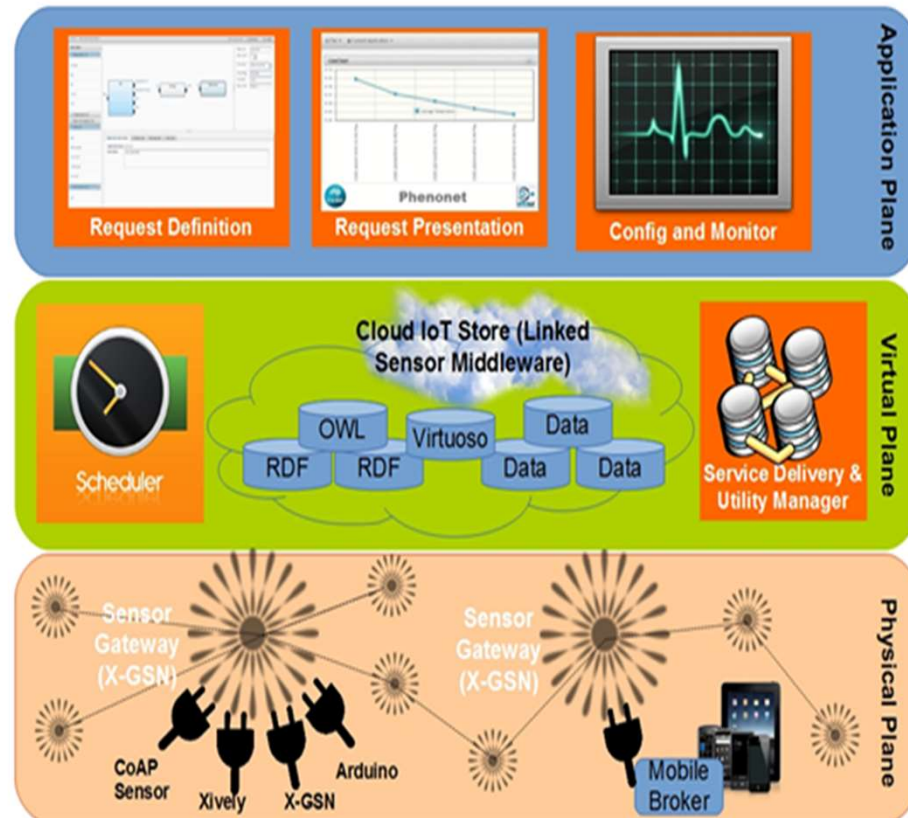 Application Plane
Phenonet
Request Definition
Request Presentation
Config and Monitor
Virtual Plane
Cloud IoT Store (Linked
Sensor Middleware)
OWL
Virtuoso
Data
RDF
RDF
Data
Data
Scheduler
Service Delivery &
Utility Manager
Physical Plane
Sensor
Gateway
(X-GSN)
Sensor
Gateway
(X-GSN)
CoAP
Sensor
Xively
X-GSN
Arduino
Mobile
Broker